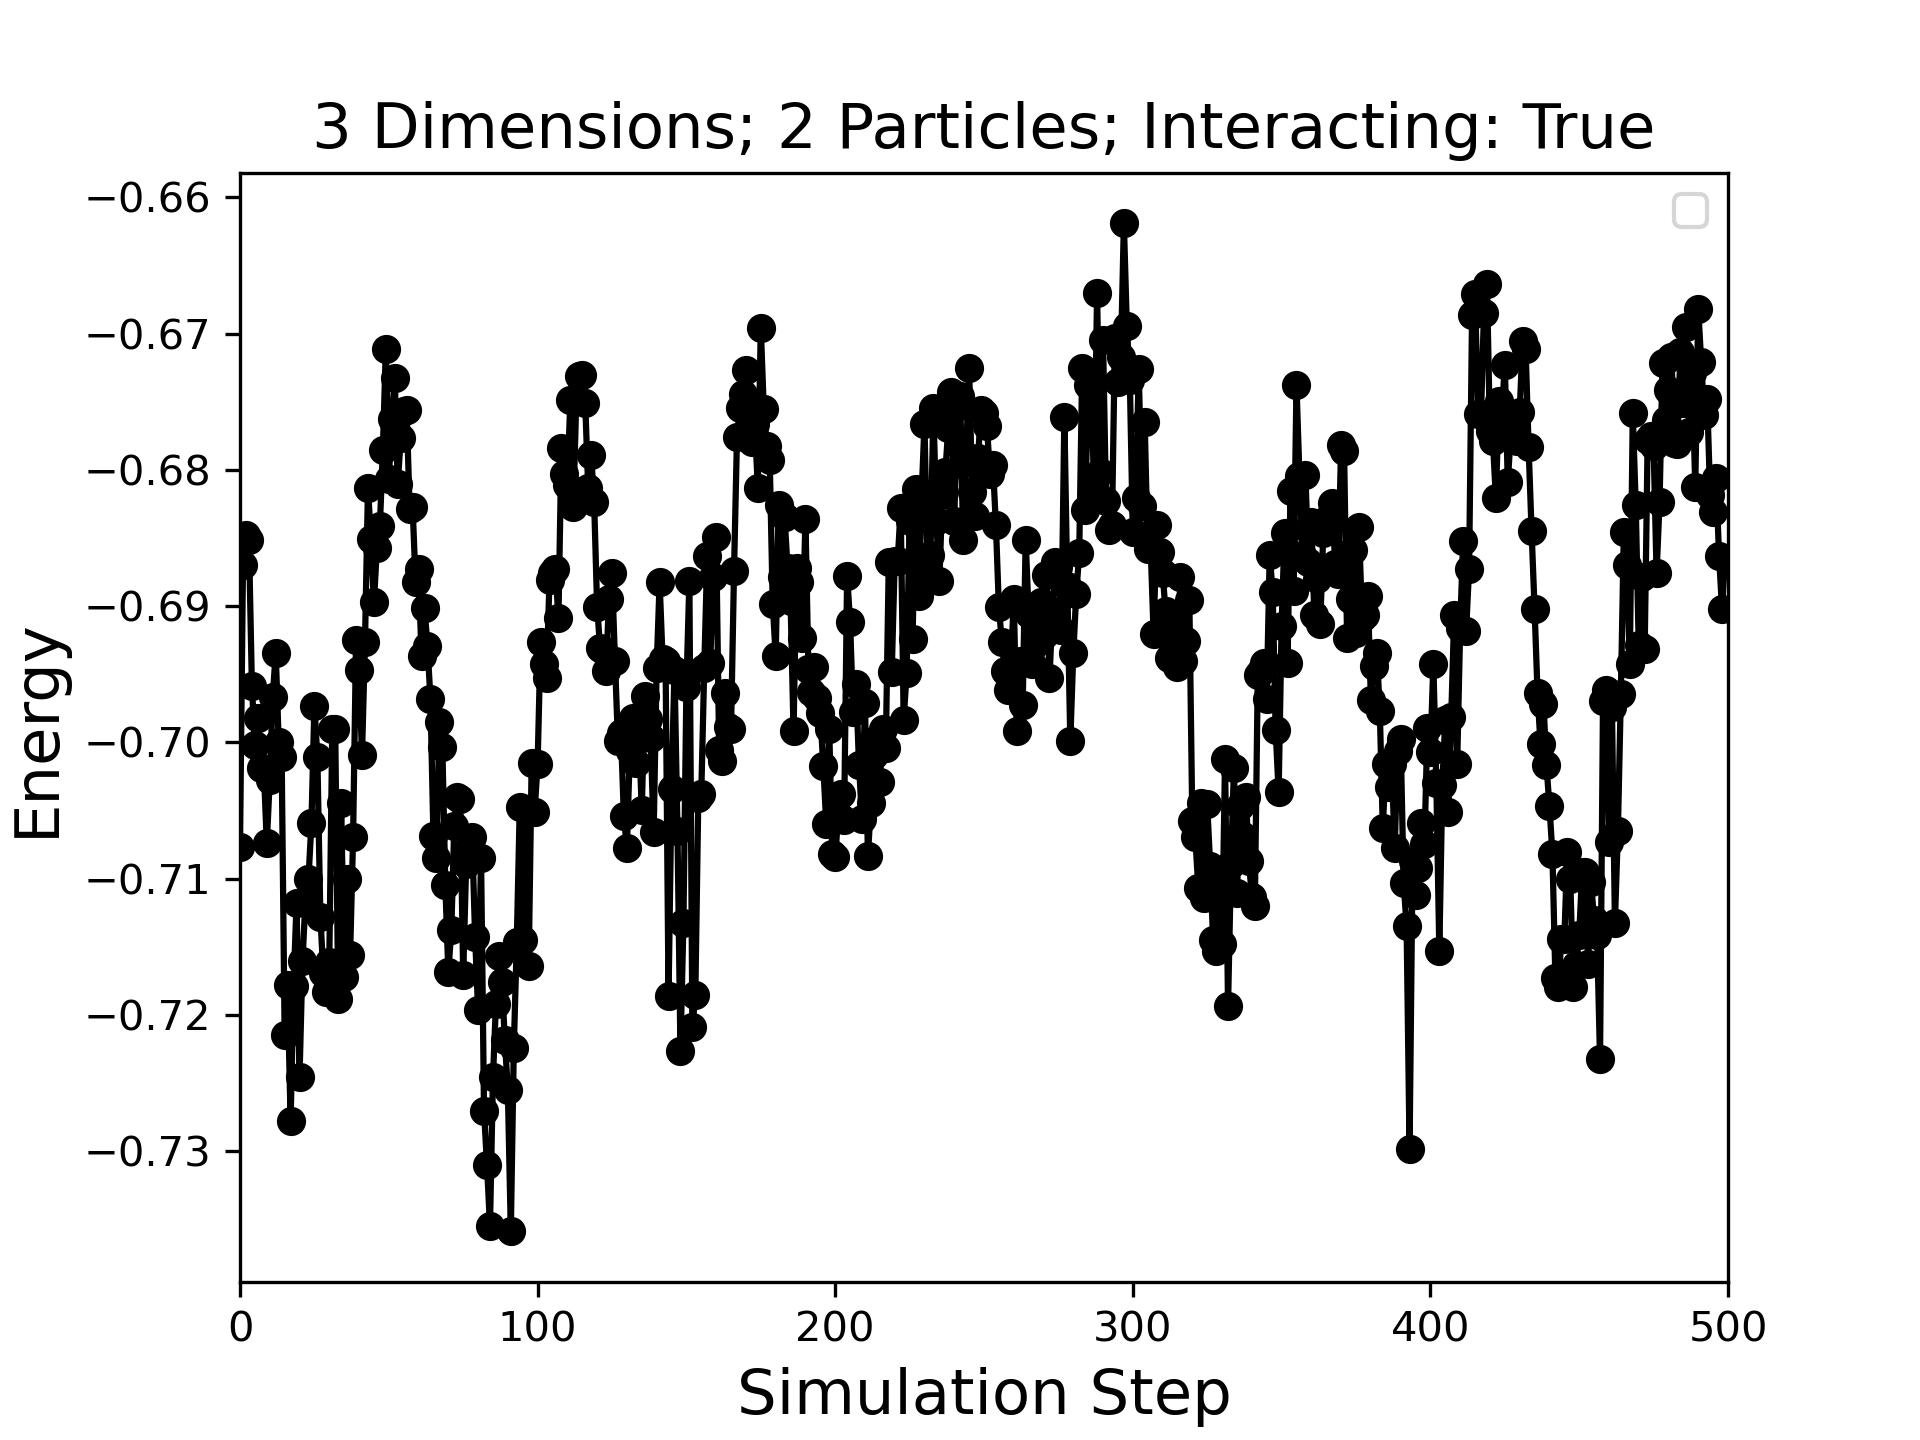 3 Dimensions; 2 Particles; Interacting: True
−0.66
−0.67
−0.68
−0.69
−0.70
−0.71
−0.72
−0.73
Energy
0 100 200 300 400 500
Simulation Step